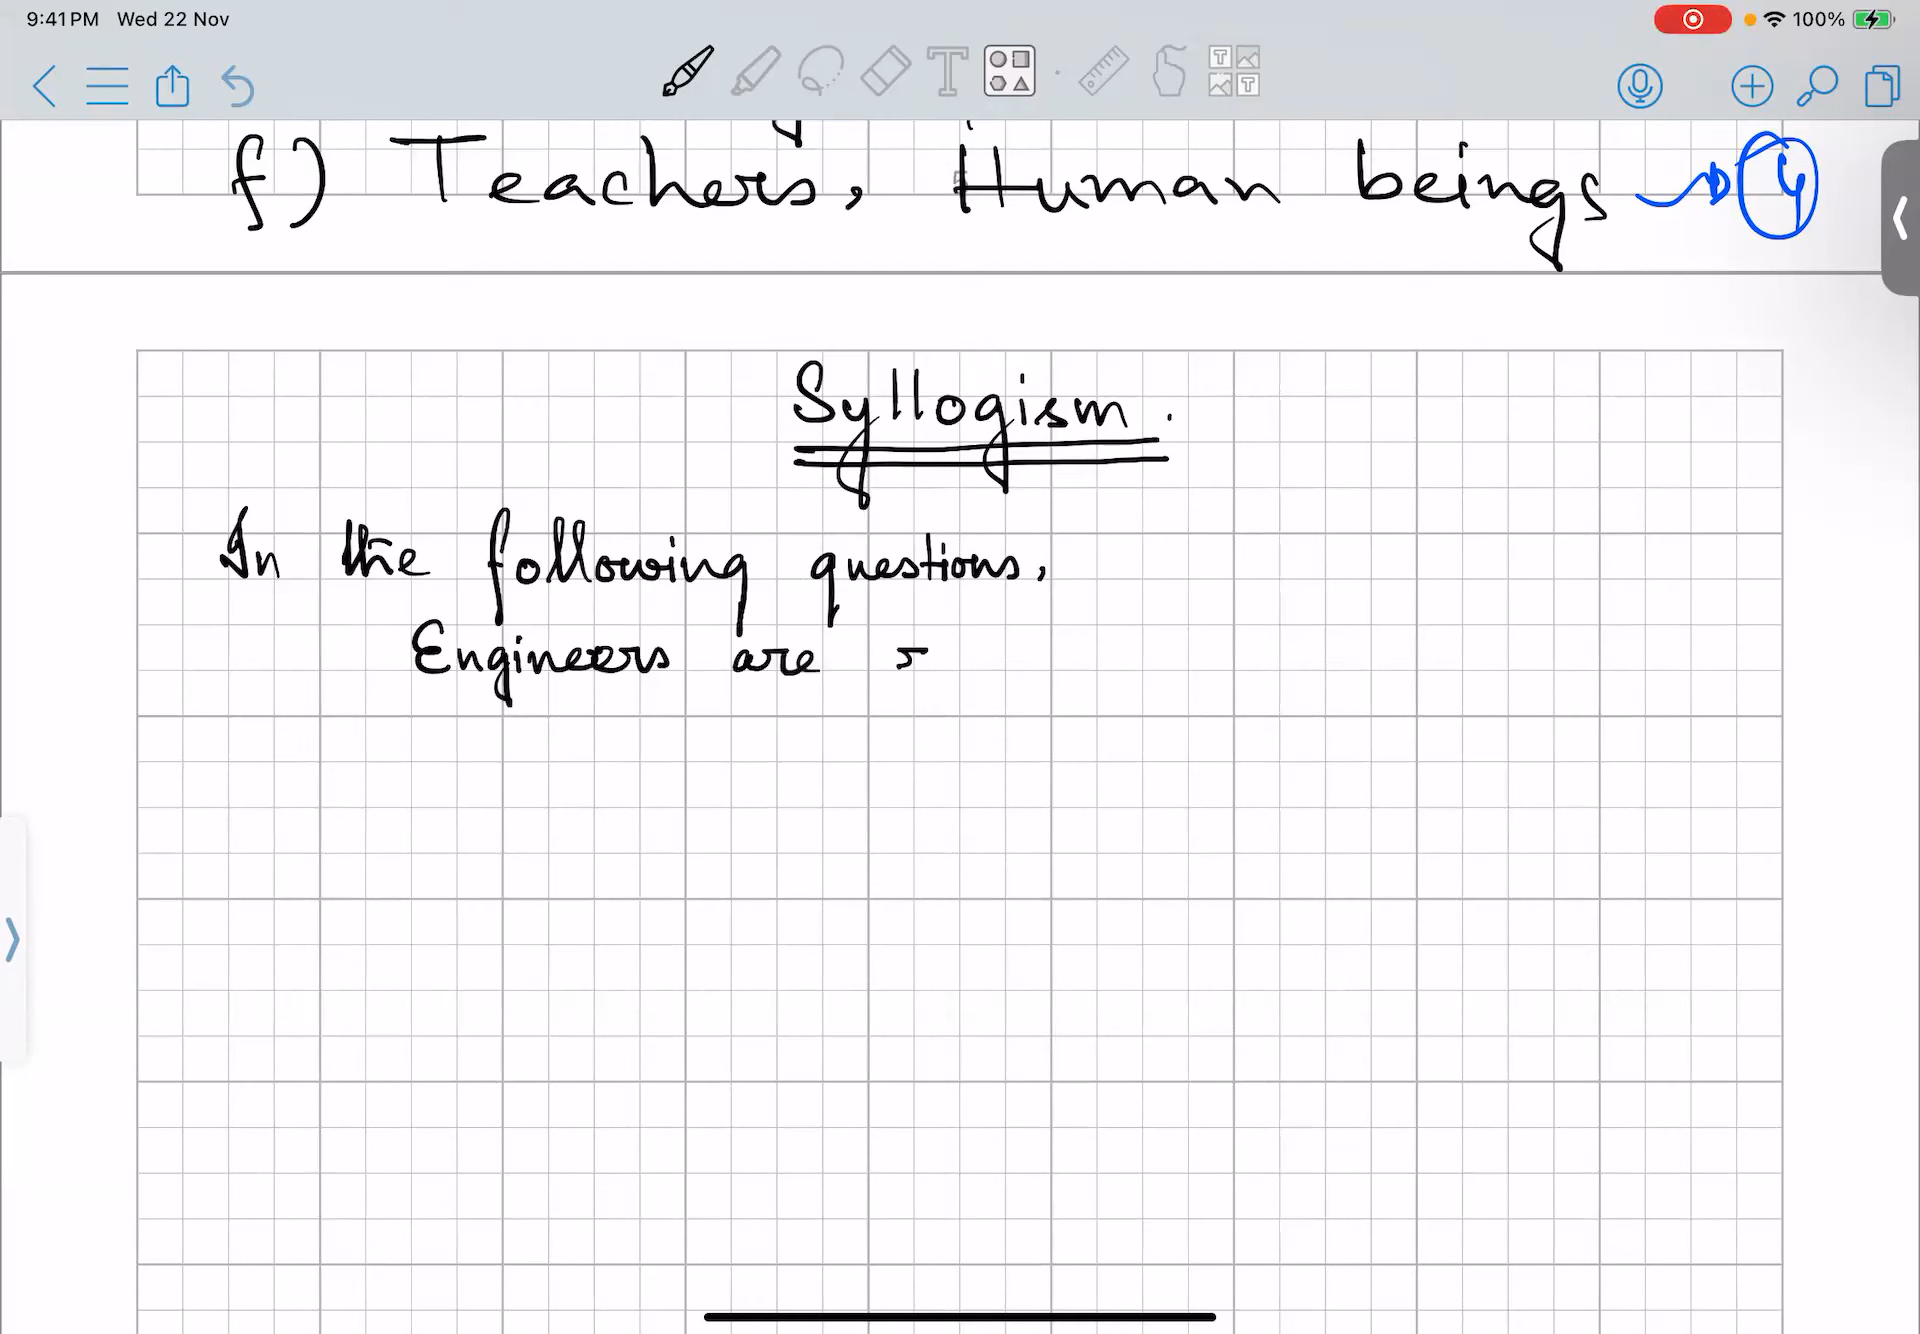 9:41 PM Wed 22 Nov 100%
f) Teachers, Human beings → 4
Syllogism.
In the following questions,
Engineers are